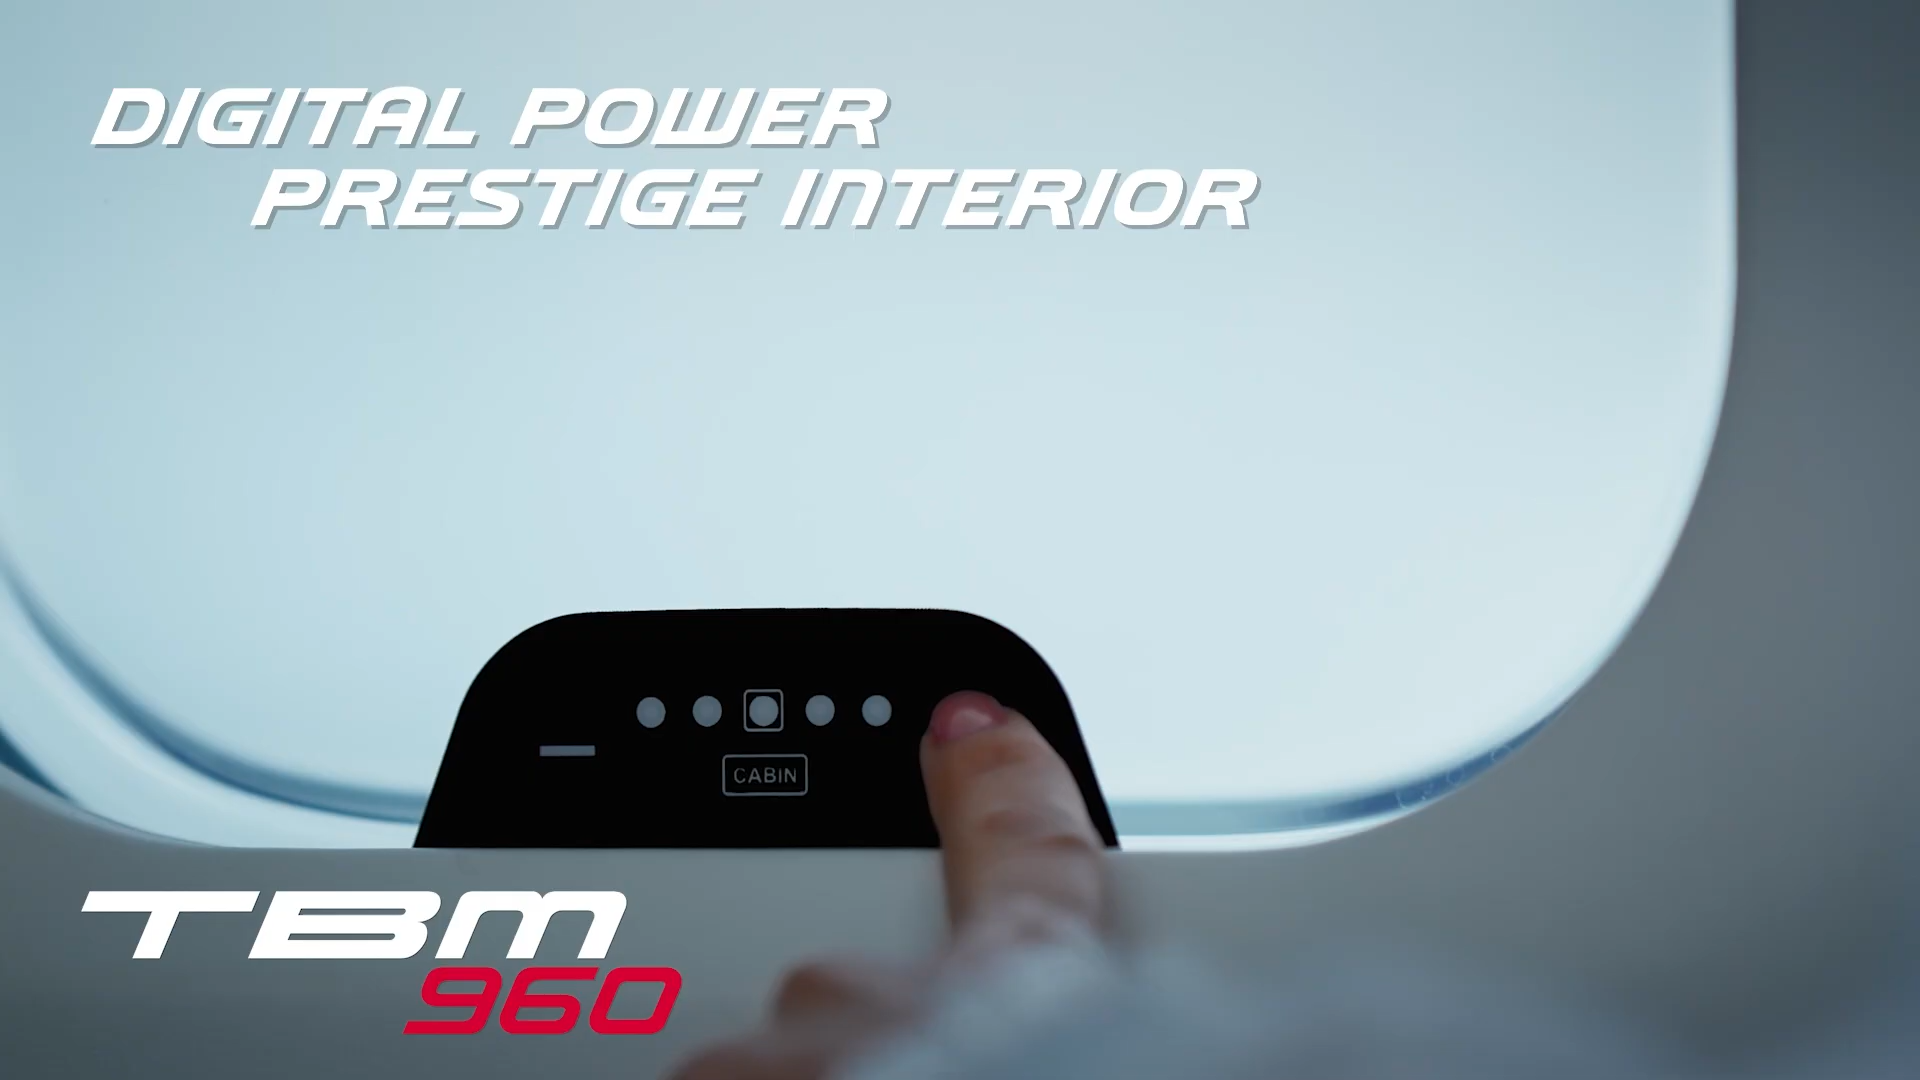 DIGITAL POWER
PRESTIGE INTERIOR
CABIN
TBM
960